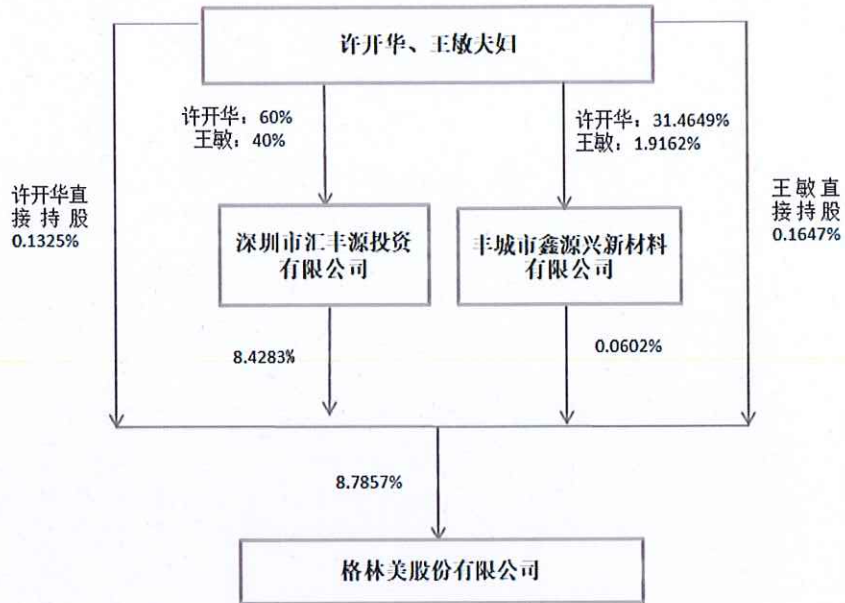 许开华、王敏夫妇
许开华：60%
王敏：40%
许开华：31.4649%
王敏：1.9162%
许开华直
接持股
0.1325%
王敏直
接持股
0.1647%
深圳市汇丰源投资
有限公司
丰城市鑫源兴新材料
有限公司
8.4283%
0.0602%
8.7857%
格林美股份有限公司